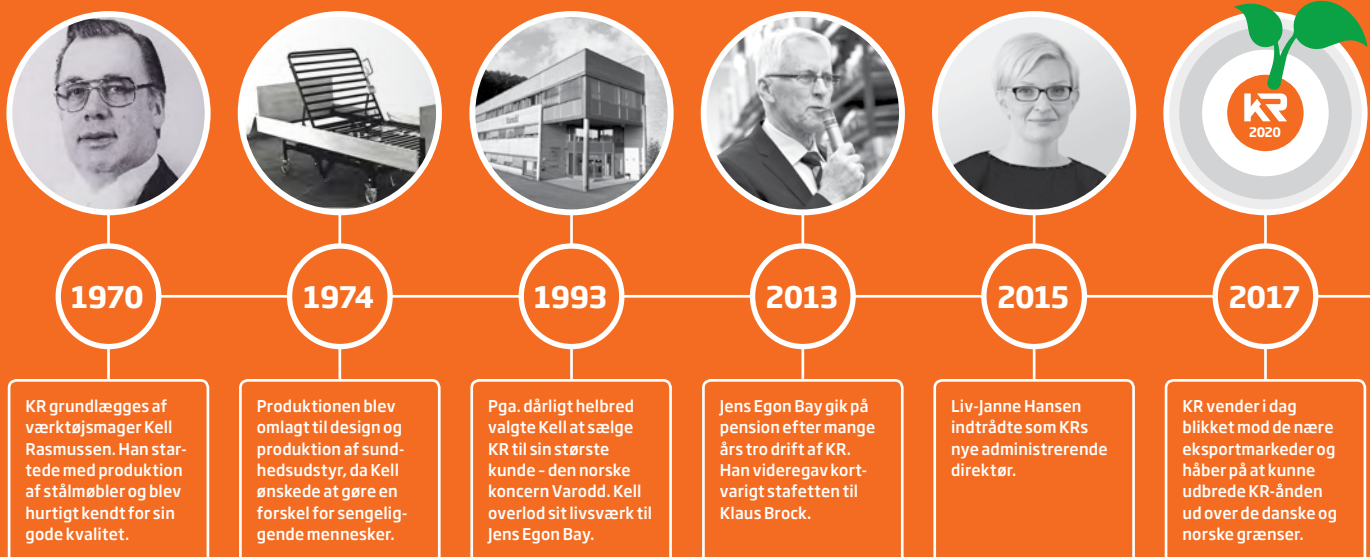 KR
2020
1970
1974
1993
2013
2015
2017
KR grundlægges af
værktøjsmager Kell
Rasmussen. Han star-
tede med produktion
af stålmøbler og blev
hurtigt kendt for sin
gode kvalitet.
Produktionen blev
omlagt til design og
produktion af sund-
hedsudstyr, da Kell
ønskede at gøre en
forskel for sengelig-
gende mennesker.
Pga. dårligt helbred
valgte Kell at sælge
KR til sin største
kunde - den norske
koncern Varodd. Kell
overlod sit livsværk til
Jens Egon Bay.
Jens Egon Bay gik på
pension efter mange
års tro drift af KR.
Han videregav kort-
varigt stafetten til
Klaus Brock.
Liv-Janne Hansen
indtrådte som KRs
nye administrerende
direktør.
KR vender i dag
blikket mod de nære
eksportmarkeder og
håber på at kunne
udbrede KR-ånden
ud over de danske og
norske grænser.